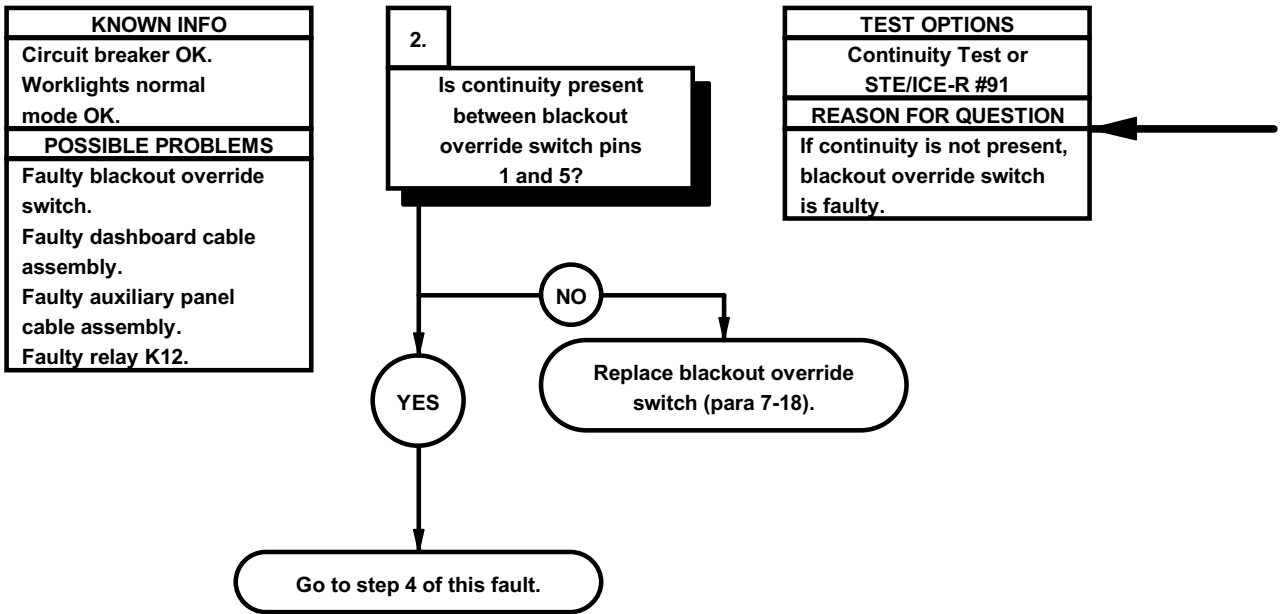 KNOWN INFO
Circuit breaker OK.
Worklights normal
mode OK.
POSSIBLE PROBLEMS
Faulty blackout override
switch.
Faulty dashboard cable
assembly.
Faulty auxiliary panel
cable assembly.
Faulty relay K12.
2.
Is continuity present
between blackout
override switch pins
1 and 5?
TEST OPTIONS
Continuity Test or
STE/ICE-R #91
REASON FOR QUESTION
If continuity is not present,
blackout override switch
is faulty.
NO
YES
Replace blackout override
switch (para 7-18).
Go to step 4 of this fault.